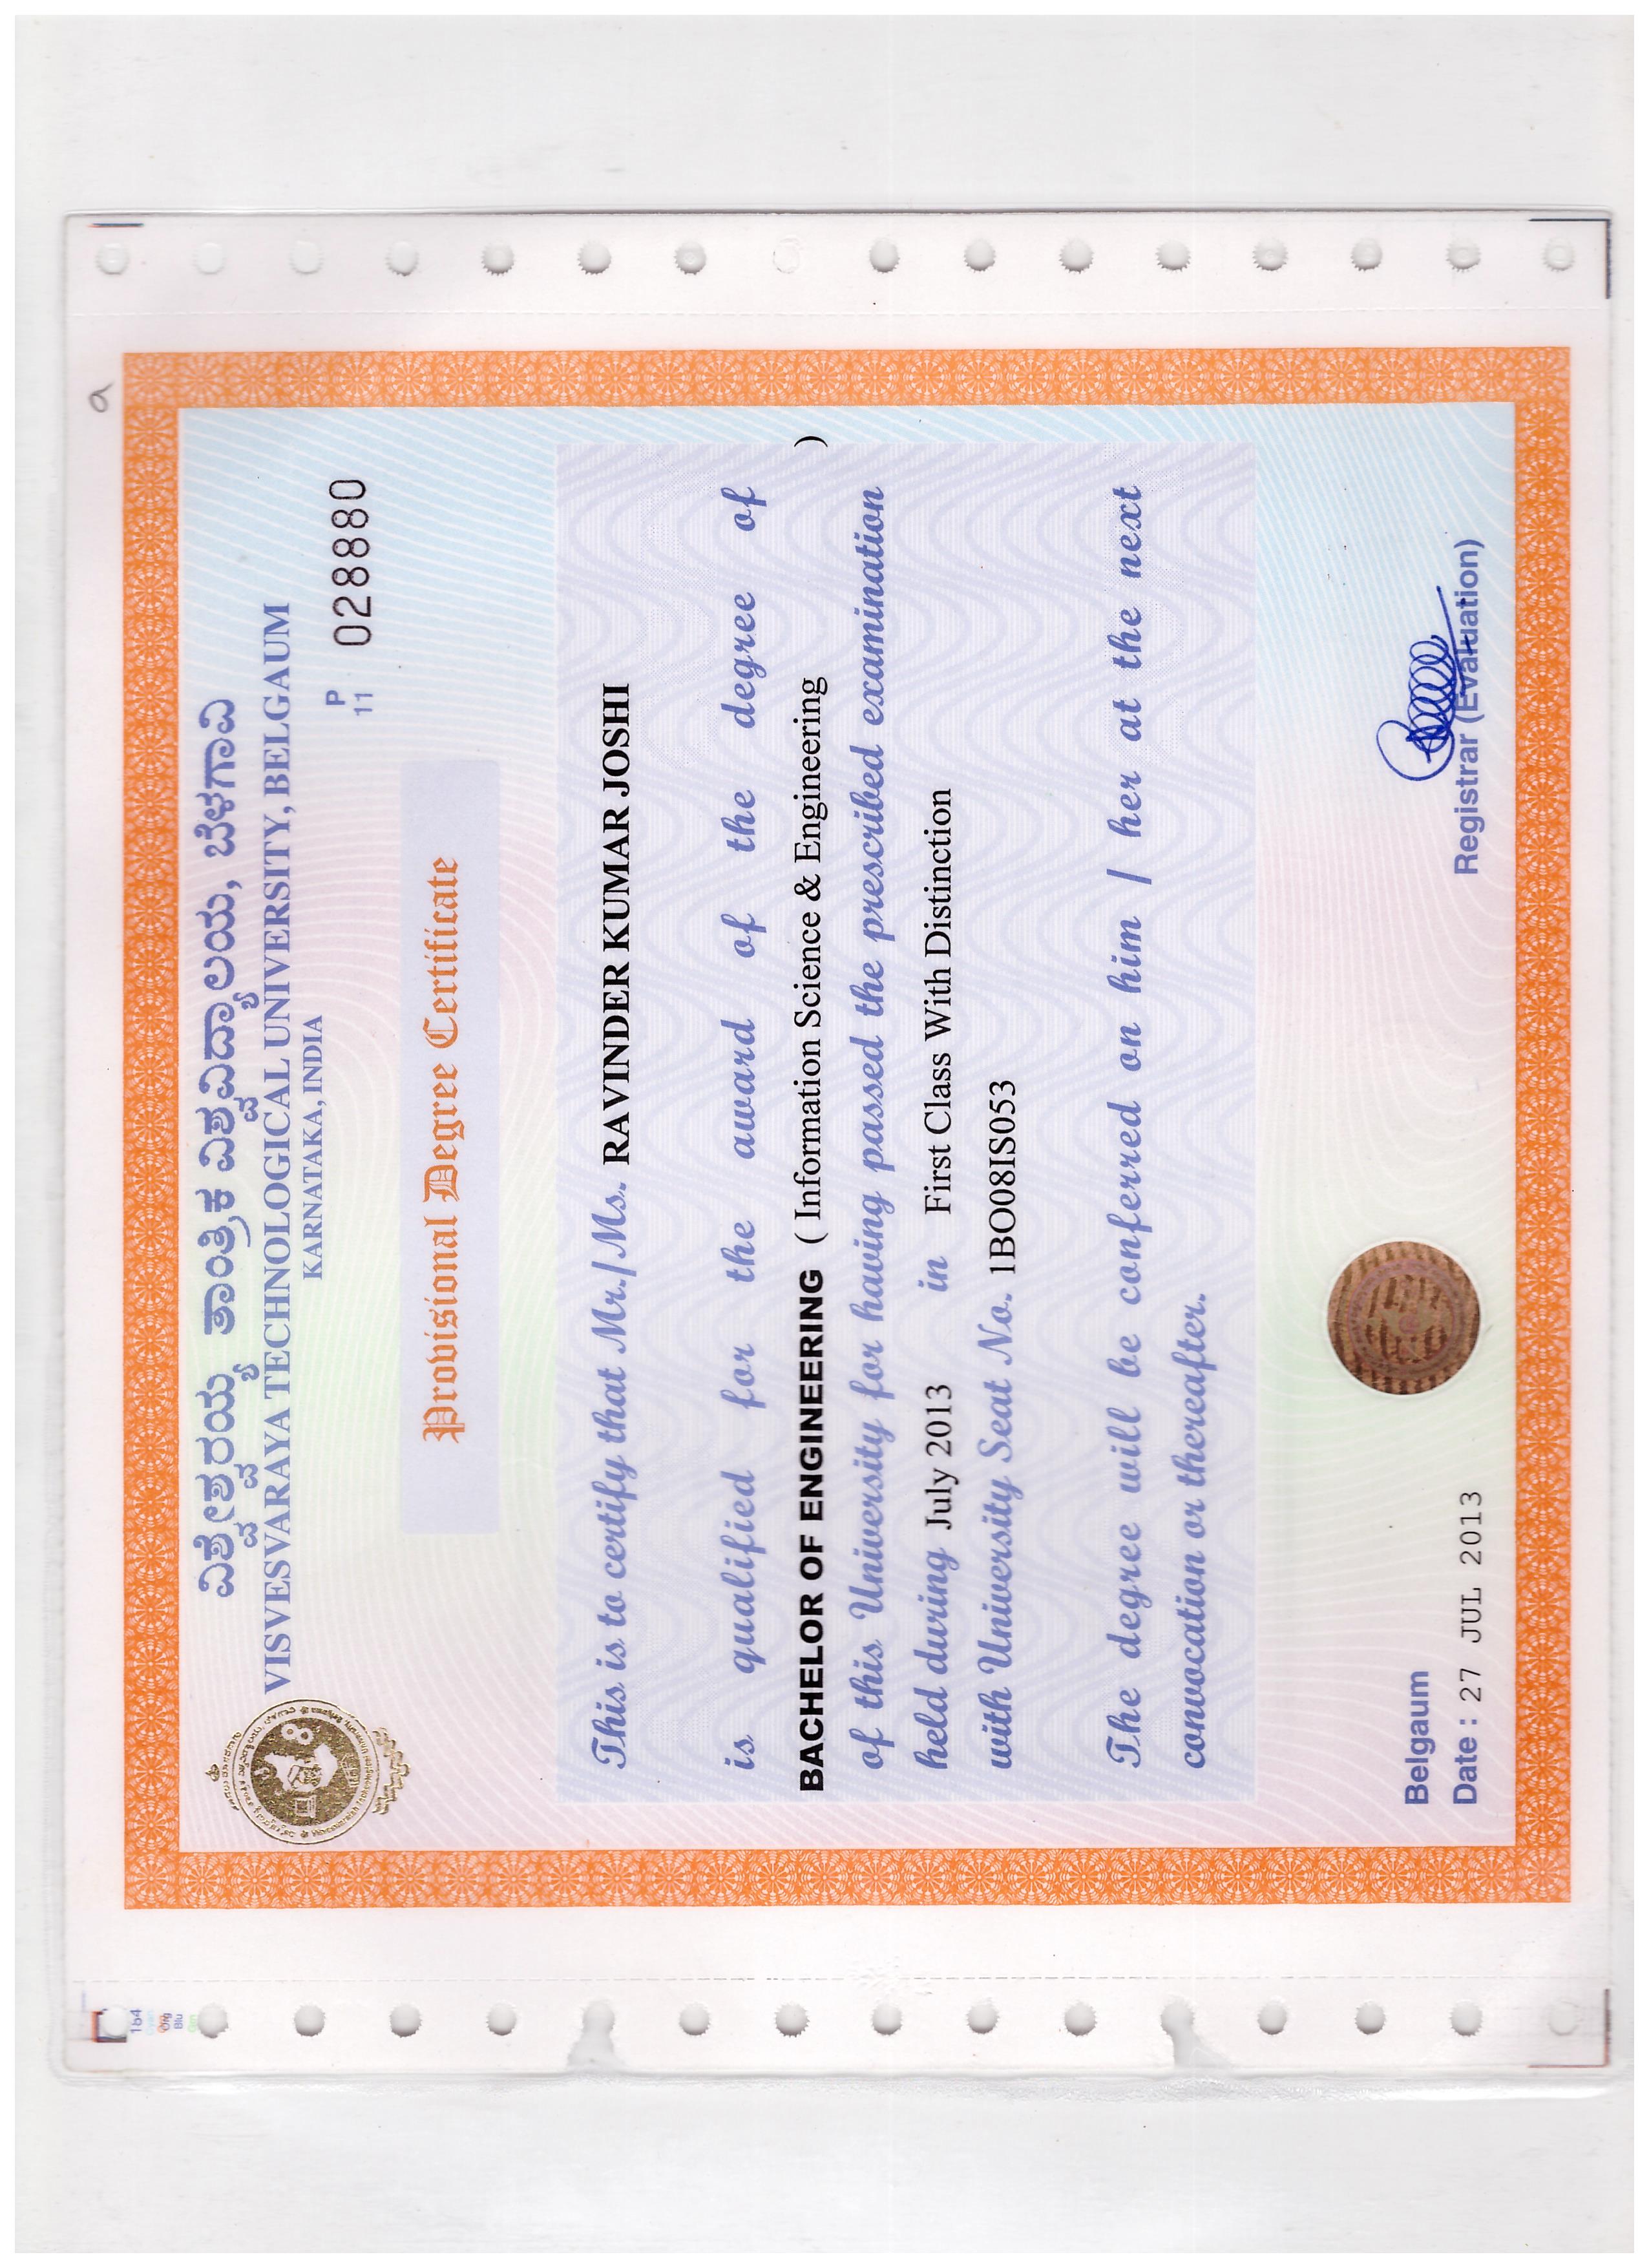 ವಿಶ್ವೇಶ್ವರಯ್ಯ ತಾಂತ್ರಿಕ ವಿಶ್ವವಿದ್ಯಾಲಯ, ಬೆಳಗಾವಿ
VISVESVARAYA TECHNOLOGICAL UNIVERSITY, BELGAUM
KARNATAKA, INDIA
P
11 028880
Provisional Degree Certificate
This is to certify that Mr./Ms. RAVINDER KUMAR JOSHI
is qualified for the award of the degree of
BACHELOR OF ENGINEERING ( Information Science & Engineering )
of this University for having passed the prescribed examination
held during July 2013 in First Class With Distinction
with University Seat No. 1BO08IS053
The degree will be conferred on him / her at the next
convocation or thereafter.
Belgaum
Date : 27 JUL 2013
Registrar (Evaluation)
a
184
Org
Blu